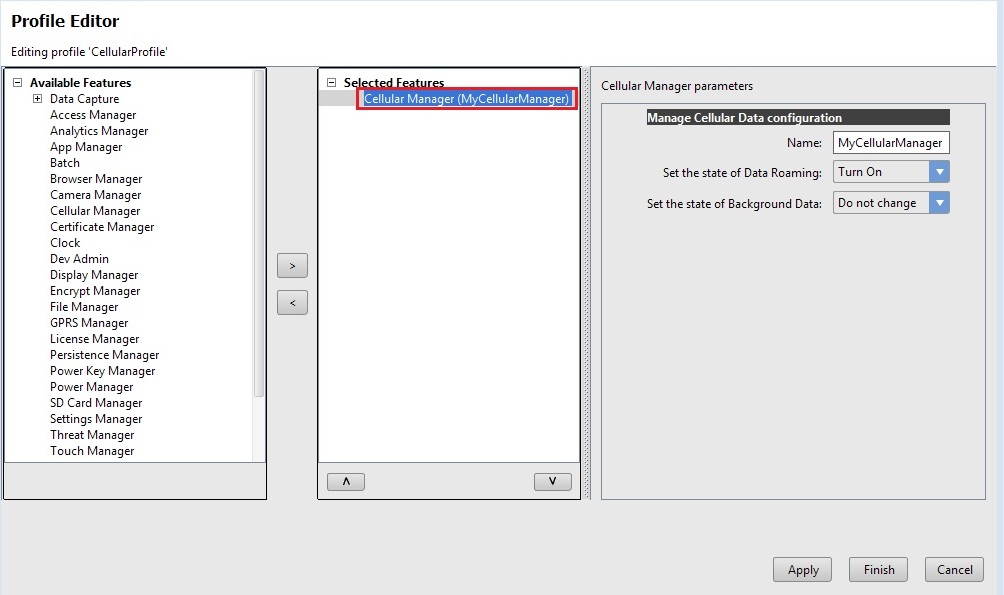 Profile Editor
Editing profile 'CellularProfile'
Available Features
Data Capture
Access Manager
Analytics Manager
App Manager
Batch
Browser Manager
Camera Manager
Cellular Manager
Certificate Manager
Clock
Dev Admin
Display Manager
Encrypt Manager
File Manager
GPRS Manager
License Manager
Persistence Manager
Power Key Manager
Power Manager
SD Card Manager
Settings Manager
Threat Manager
Touch Manager
>
<
Selected Features
Cellular Manager (MyCellularManager)
Λ
V
Cellular Manager parameters
Manage Cellular Data configuration
Name: MyCellularManager
Set the state of Data Roaming: Turn On
Set the state of Background Data: Do not change
Apply Finish Cancel